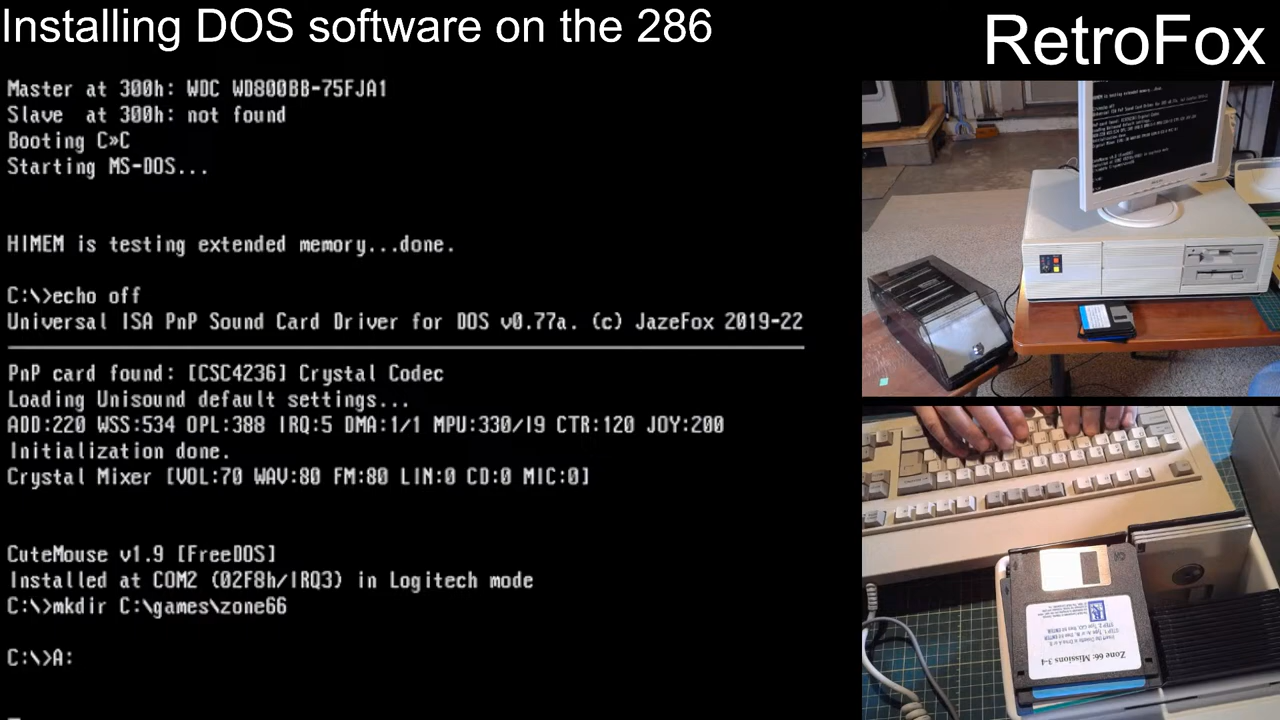 Installing DOS software on the 286
RetroFox
Master at 300h: WDC WD800BB-75FJA1
Slave  at 300h: not found
Booting C»C
Starting MS-DOS...
HIMEM is testing extended memory...done.
C:\>echo off
Universal ISA PnP Sound Card Driver for DOS v0.77a. (c) JazeFox 2019-22
PnP card found: [CSC4236] Crystal Codec
Loading Unisound default settings...
ADD:220 WSS:534 OPL:388 IRQ:5 DMA:1/1 MPU:330/I9 CTR:120 JOY:200
Initialization done.
Crystal Mixer [VOL:70 WAV:80 FM:80 LIN:0 CD:0 MIC:0]
CuteMouse v1.9 [FreeDOS]
Installed at COM2 (02F8h/IRQ3) in Logitech mode
C:\>mkdir C:\games\zone66
C:\>A:
Zone 66: Missions 3-4